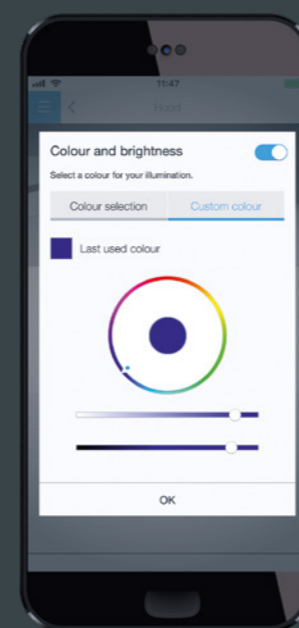 11:47
Hood
Colour and brightness
Select a colour for your illumination.
Colour selection
Custom colour
Last used colour
OK